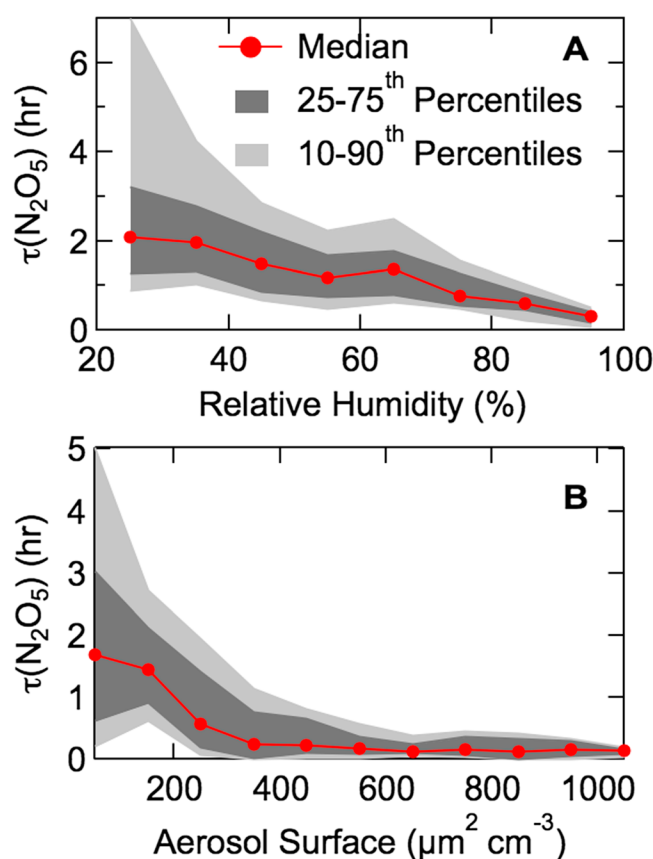 A
Median
25-75th Percentiles
10-90th Percentiles
τ(N2O5) (hr)
6
4
2
0
20 40 60 80 100
Relative Humidity (%)
B
τ(N2O5) (hr)
5
4
3
2
1
0
200 400 600 800 1000
Aerosol Surface (µm2 cm-3)